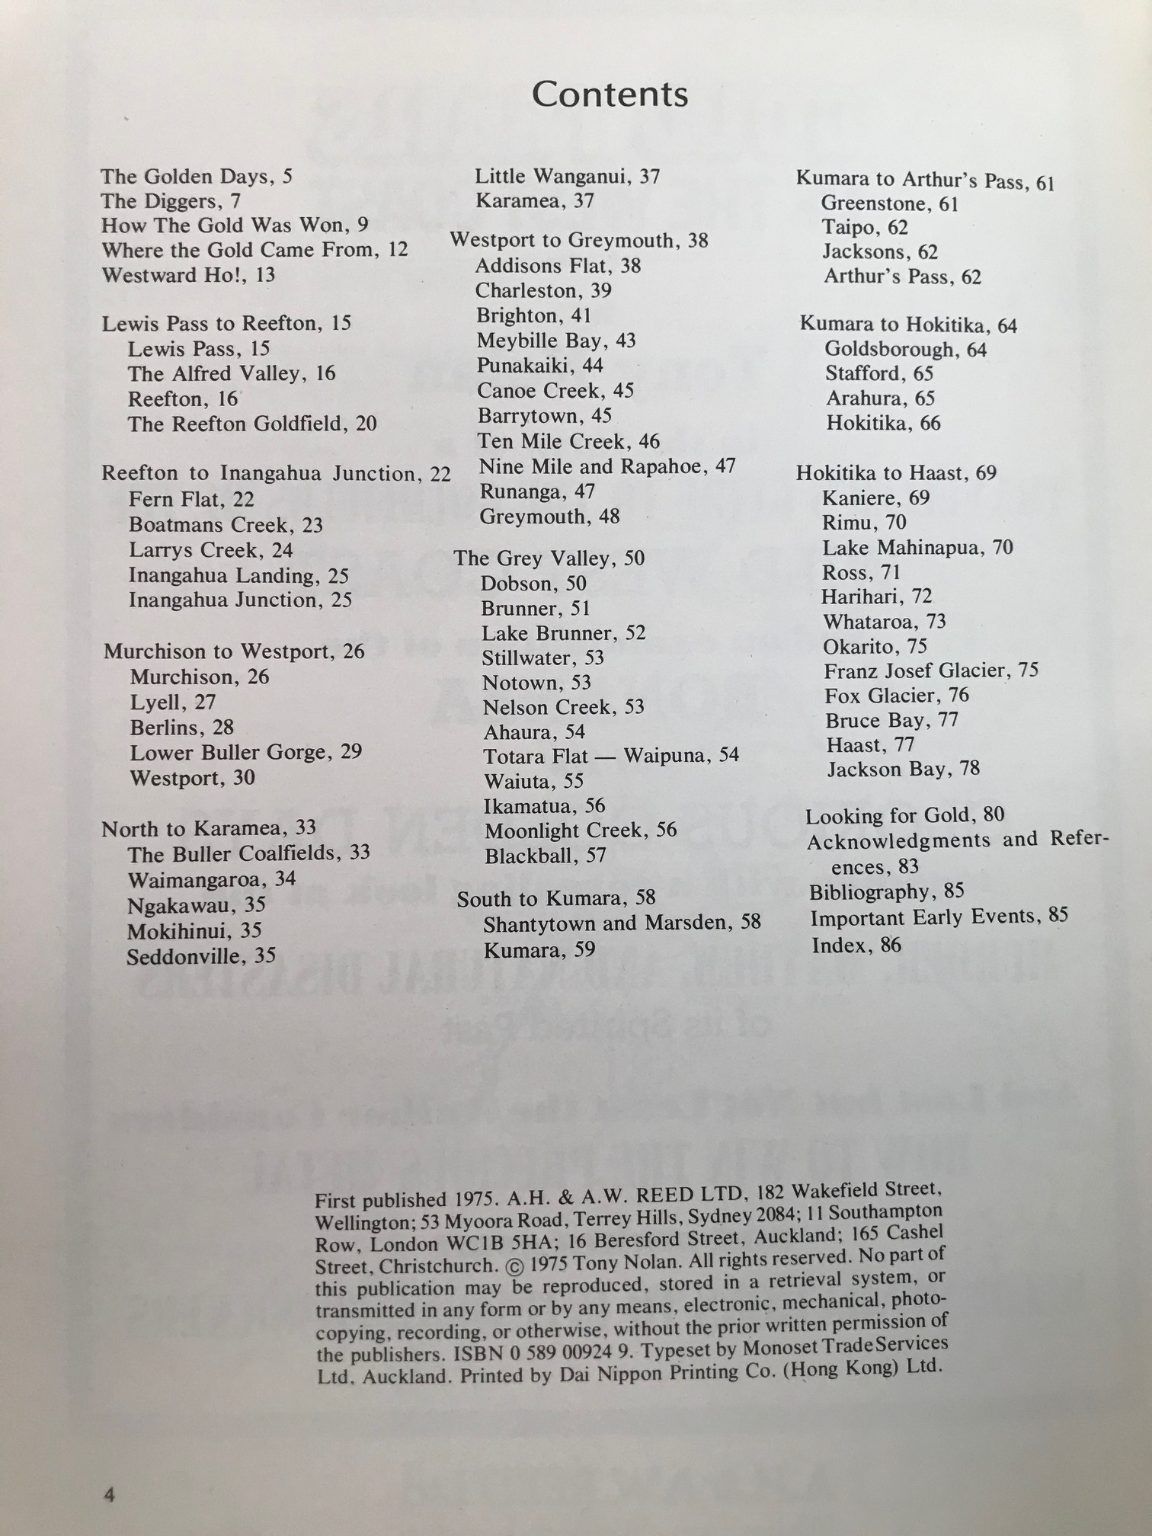 Contents
The Golden Days, 5
The Diggers, 7
How The Gold Was Won, 9
Where the Gold Came From, 12
Westward Ho!, 13
Lewis Pass to Reefton, 15
Lewis Pass, 15
The Alfred Valley, 16
Reefton, 16
The Reefton Goldfield, 20
Reefton to Inangahua Junction, 22
Fern Flat, 22
Boatmans Creek, 23
Larrys Creek, 24
Inangahua Landing, 25
Inangahua Junction, 25
Murchison to Westport, 26
Murchison, 26
Lyell, 27
Berlins, 28
Lower Buller Gorge, 29
Westport, 30
North to Karamea, 33
The Buller Coalfields, 33
Waimangaroa, 34
Ngakawau, 35
Mokihinui, 35
Seddonville, 35
Little Wanganui, 37
Karamea, 37
Westport to Greymouth, 38
Addisons Flat, 38
Charleston, 39
Brighton, 41
Meybille Bay, 43
Punakaiki, 44
Canoe Creek, 45
Barrytown, 45
Ten Mile Creek, 46
Nine Mile and Rapahoe, 47
Runanga, 47
Greymouth, 48
The Grey Valley, 50
Dobson, 50
Brunner, 51
Lake Brunner, 52
Stillwater, 53
Notown, 53
Nelson Creek, 53
Ahaura, 54
Totara Flat — Waipuna, 54
Waiuta, 55
Ikamatua, 56
Moonlight Creek, 56
Blackball, 57
South to Kumara, 58
Shantytown and Marsden, 58
Kumara, 59
Kumara to Arthur's Pass, 61
Greenstone, 61
Taipo, 62
Jacksons, 62
Arthur's Pass, 62
Kumara to Hokitika, 64
Goldsborough, 64
Stafford, 65
Arahura, 65
Hokitika, 66
Hokitika to Haast, 69
Kaniere, 69
Rimu, 70
Lake Mahinapua, 70
Ross, 71
Harihari, 72
Whataroa, 73
Okarito, 75
Franz Josef Glacier, 75
Fox Glacier, 76
Bruce Bay, 77
Haast, 77
Jackson Bay, 78
Looking for Gold, 80
Acknowledgments and Refer-
ences, 83
Bibliography, 85
Important Early Events, 85
Index, 86
First published 1975. A.H. & A.W. REED LTD, 182 Wakefield Street,
Wellington; 53 Myoora Road, Terrey Hills, Sydney 2084; 11 Southampton
Row, London WC1B 5HA; 16 Beresford Street, Auckland; 165 Cashel
Street, Christchurch. © 1975 Tony Nolan. All rights reserved. No part of
this publication may be reproduced, stored in a retrieval system, or
transmitted in any form or by any means, electronic, mechanical, photo-
copying, recording, or otherwise, without the prior written permission of
the publishers. ISBN 0 589 00924 9. Typeset by Monoset Trade Services
Ltd, Auckland. Printed by Dai Nippon Printing Co. (Hong Kong) Ltd.
4